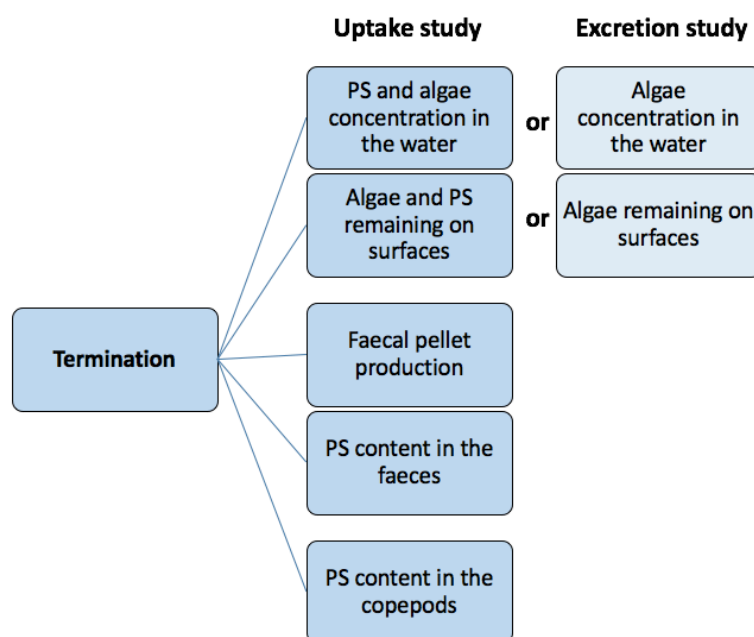 Uptake study
Excretion study
PS and algae
concentration in
the water
or
Algae
concentration in
the water
Algae and PS
remaining on
surfaces
or
Algae remaining on
surfaces
Termination
Faecal pellet
production
PS content in the
faeces
PS content in the
copepods